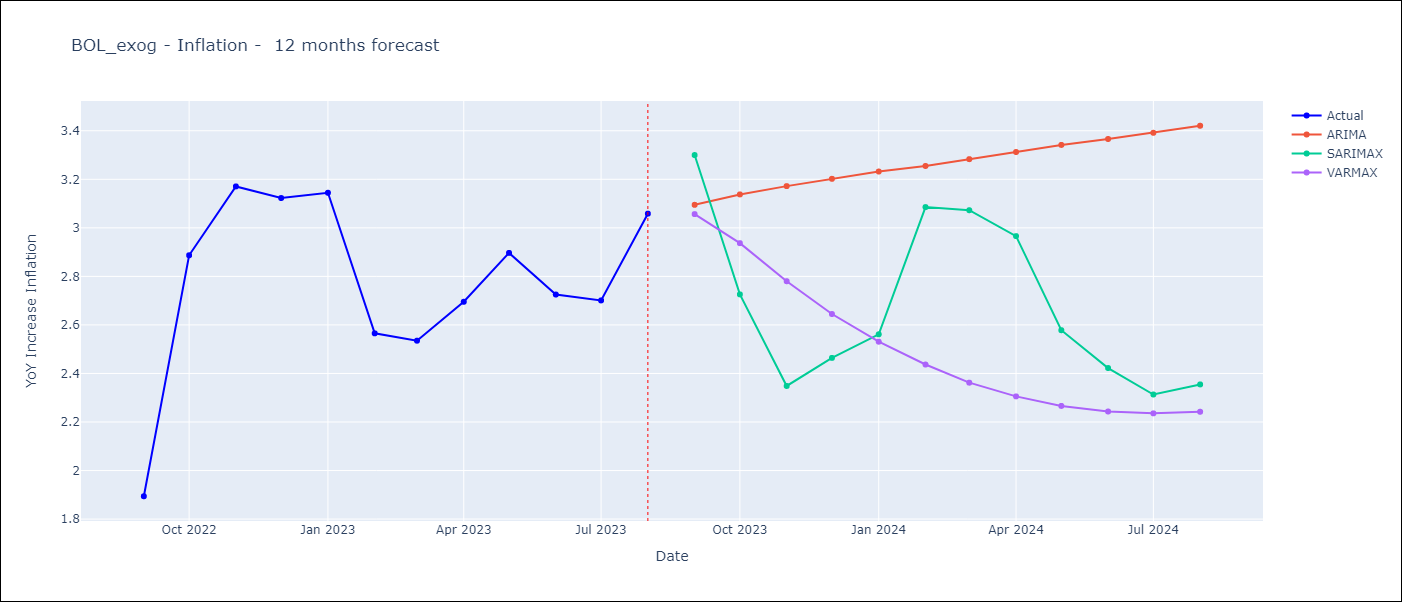 BOL_exog - Inflation -  12 months forecast
Actual
ARIMA
SARIMAX
VARMAX
YoY Increase Inflation
3.4
3.2
3
2.8
2.6
2.4
2.2
2
1.8
Oct 2022
Jan 2023
Apr 2023
Jul 2023
Oct 2023
Jan 2024
Apr 2024
Jul 2024
Date